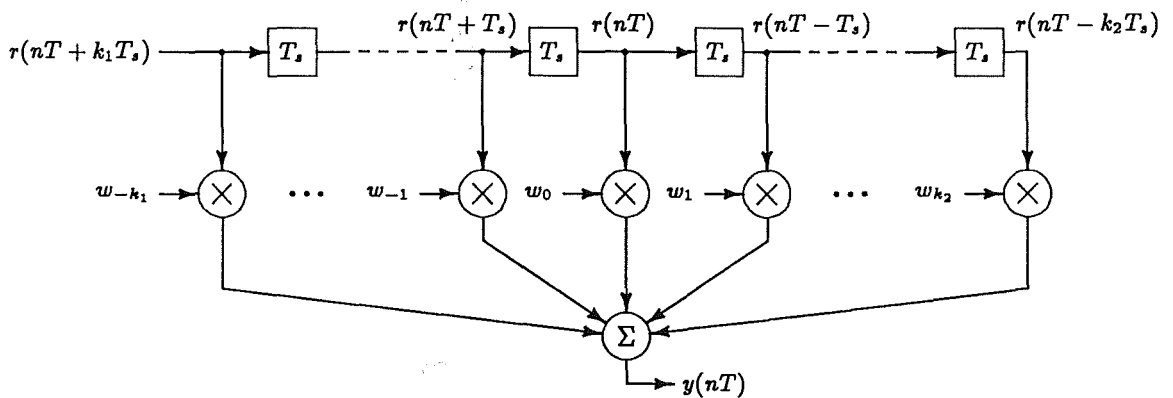 r(nT + k₁Tₛ) Tₛ r(nT + Tₛ) Tₛ r(nT) Tₛ r(nT − Tₛ) Tₛ r(nT − k₂Tₛ)
w₋ₖ₁ × ··· w₋₁ × w₀ × w₁ × ··· wₖ₂ ×
Σ
y(nT)